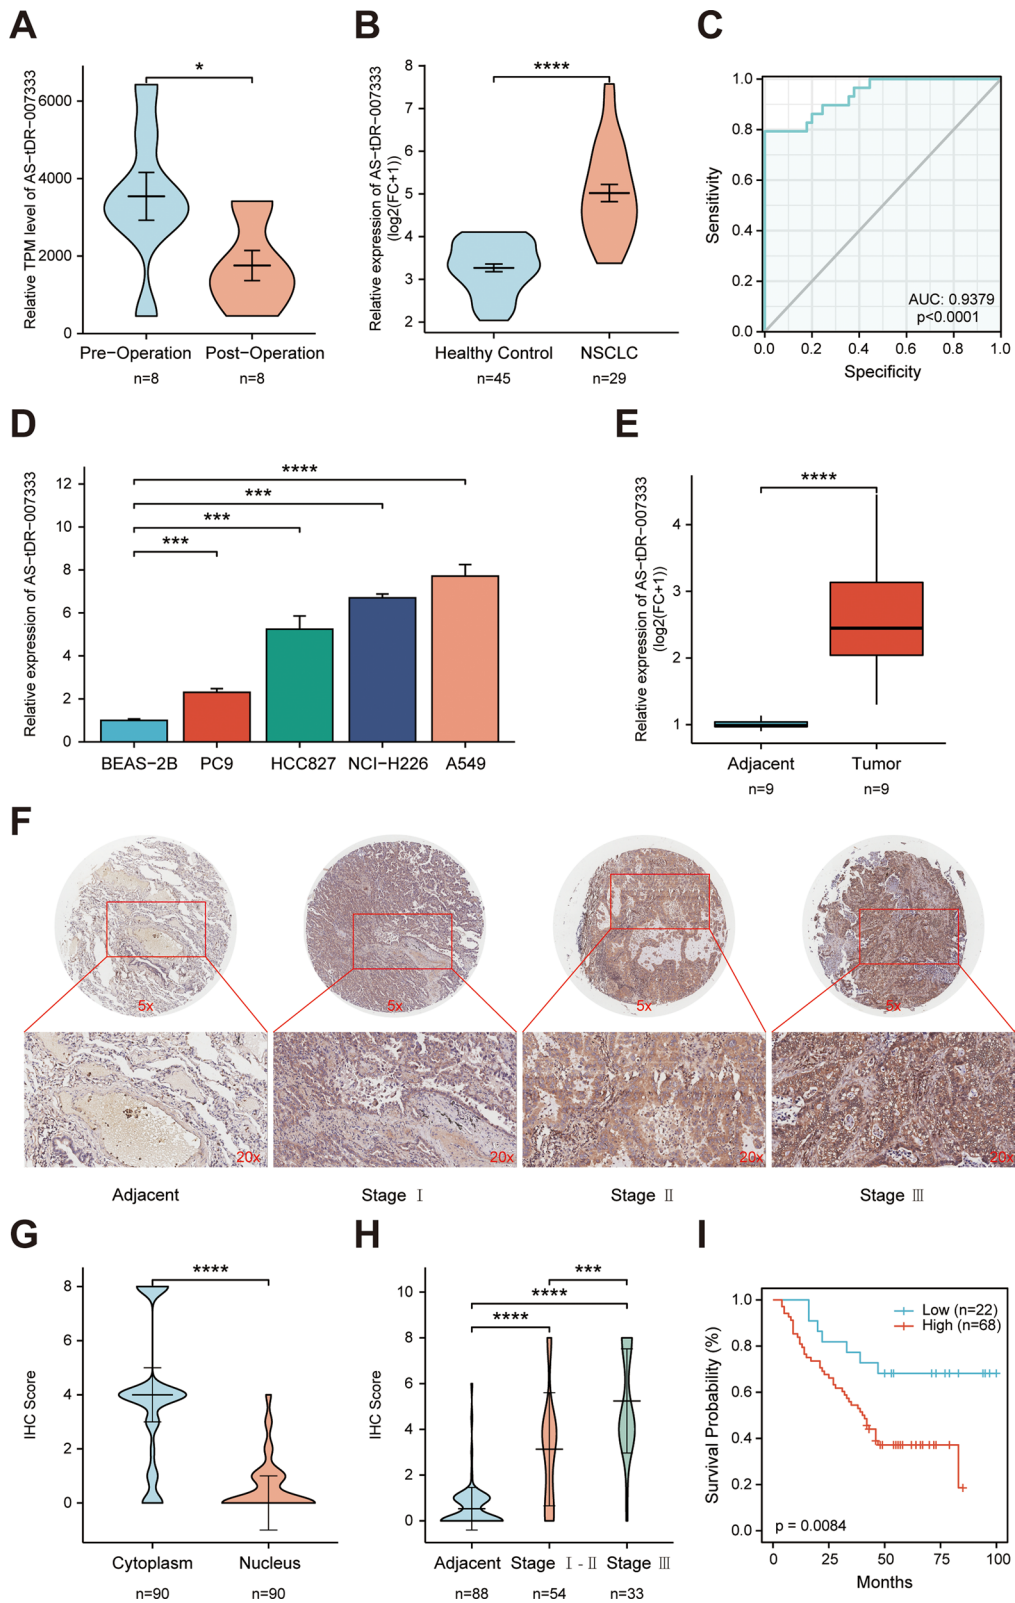 A
Relative TPM level of AS−tDR−007333
6000
4000
2000
0
*
Pre−Operation
Post−Operation
n=8
n=8
B
Relative expression of AS−tDR−007333
(log2(FC+1))
8
7
6
5
4
3
2
****
Healthy Control
NSCLC
n=45
n=29
C
Sensitivity
1.0
0.8
0.6
0.4
0.2
0.0
AUC: 0.9379
p<0.0001
0.0 0.2 0.4 0.6 0.8 1.0
Specificity
D
Relative expression of AS−tDR−007333
12
10
8
6
4
2
0
****
***
***
***
BEAS−2B PC9 HCC827 NCI−H226 A549
E
Relative expression of AS−tDR−007333
(log2(FC+1))
4
3
2
1
****
Adjacent
Tumor
n=9
n=9
F
5x
5x
5x
5x
20x
20x
20x
20x
Adjacent
Stage Ⅰ
Stage Ⅱ
Stage Ⅲ
G
IHC Score
8
6
4
2
0
****
Cytoplasm
Nucleus
n=90
n=90
H
IHC Score
10
8
6
4
2
0
***
****
****
Adjacent
Stage Ⅰ-Ⅱ
Stage Ⅲ
n=88
n=54
n=33
I
Survival Probability (%)
1.0
0.8
0.6
0.4
0.2
0.0
Low (n=22)
High (n=68)
p = 0.0084
0 25 50 75 100
Months